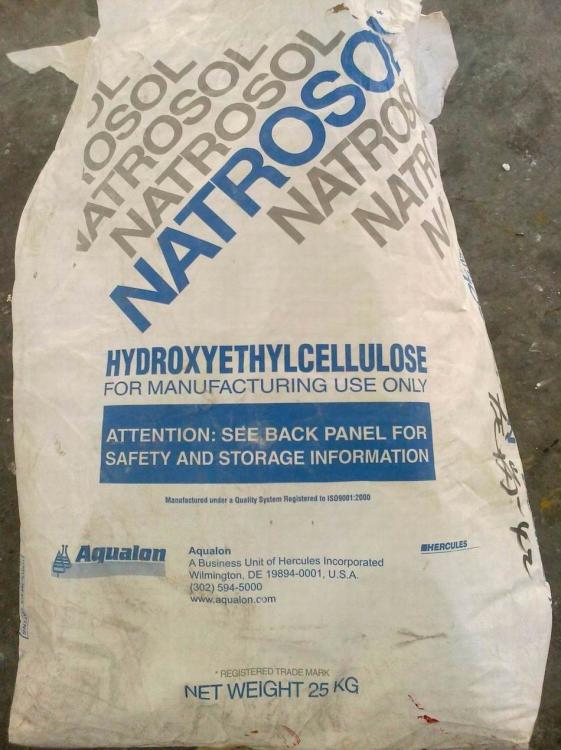 NATROSOL
NATROSOL
NATROSOL
HYDROXYETHYLCELLULOSE
FOR MANUFACTURING USE ONLY
ATTENTION: SEE BACK PANEL FOR
SAFETY AND STORAGE INFORMATION
Manufactured under a Quality System Registered to ISO9001:2000
Aqualon
Aqualon
A Business Unit of Hercules Incorporated
Wilmington, DE 19894-0001, U.S.A.
(302) 594-5000
www.aqualon.com
HERCULES
* REGISTERED TRADE MARK
NET WEIGHT 25 KG